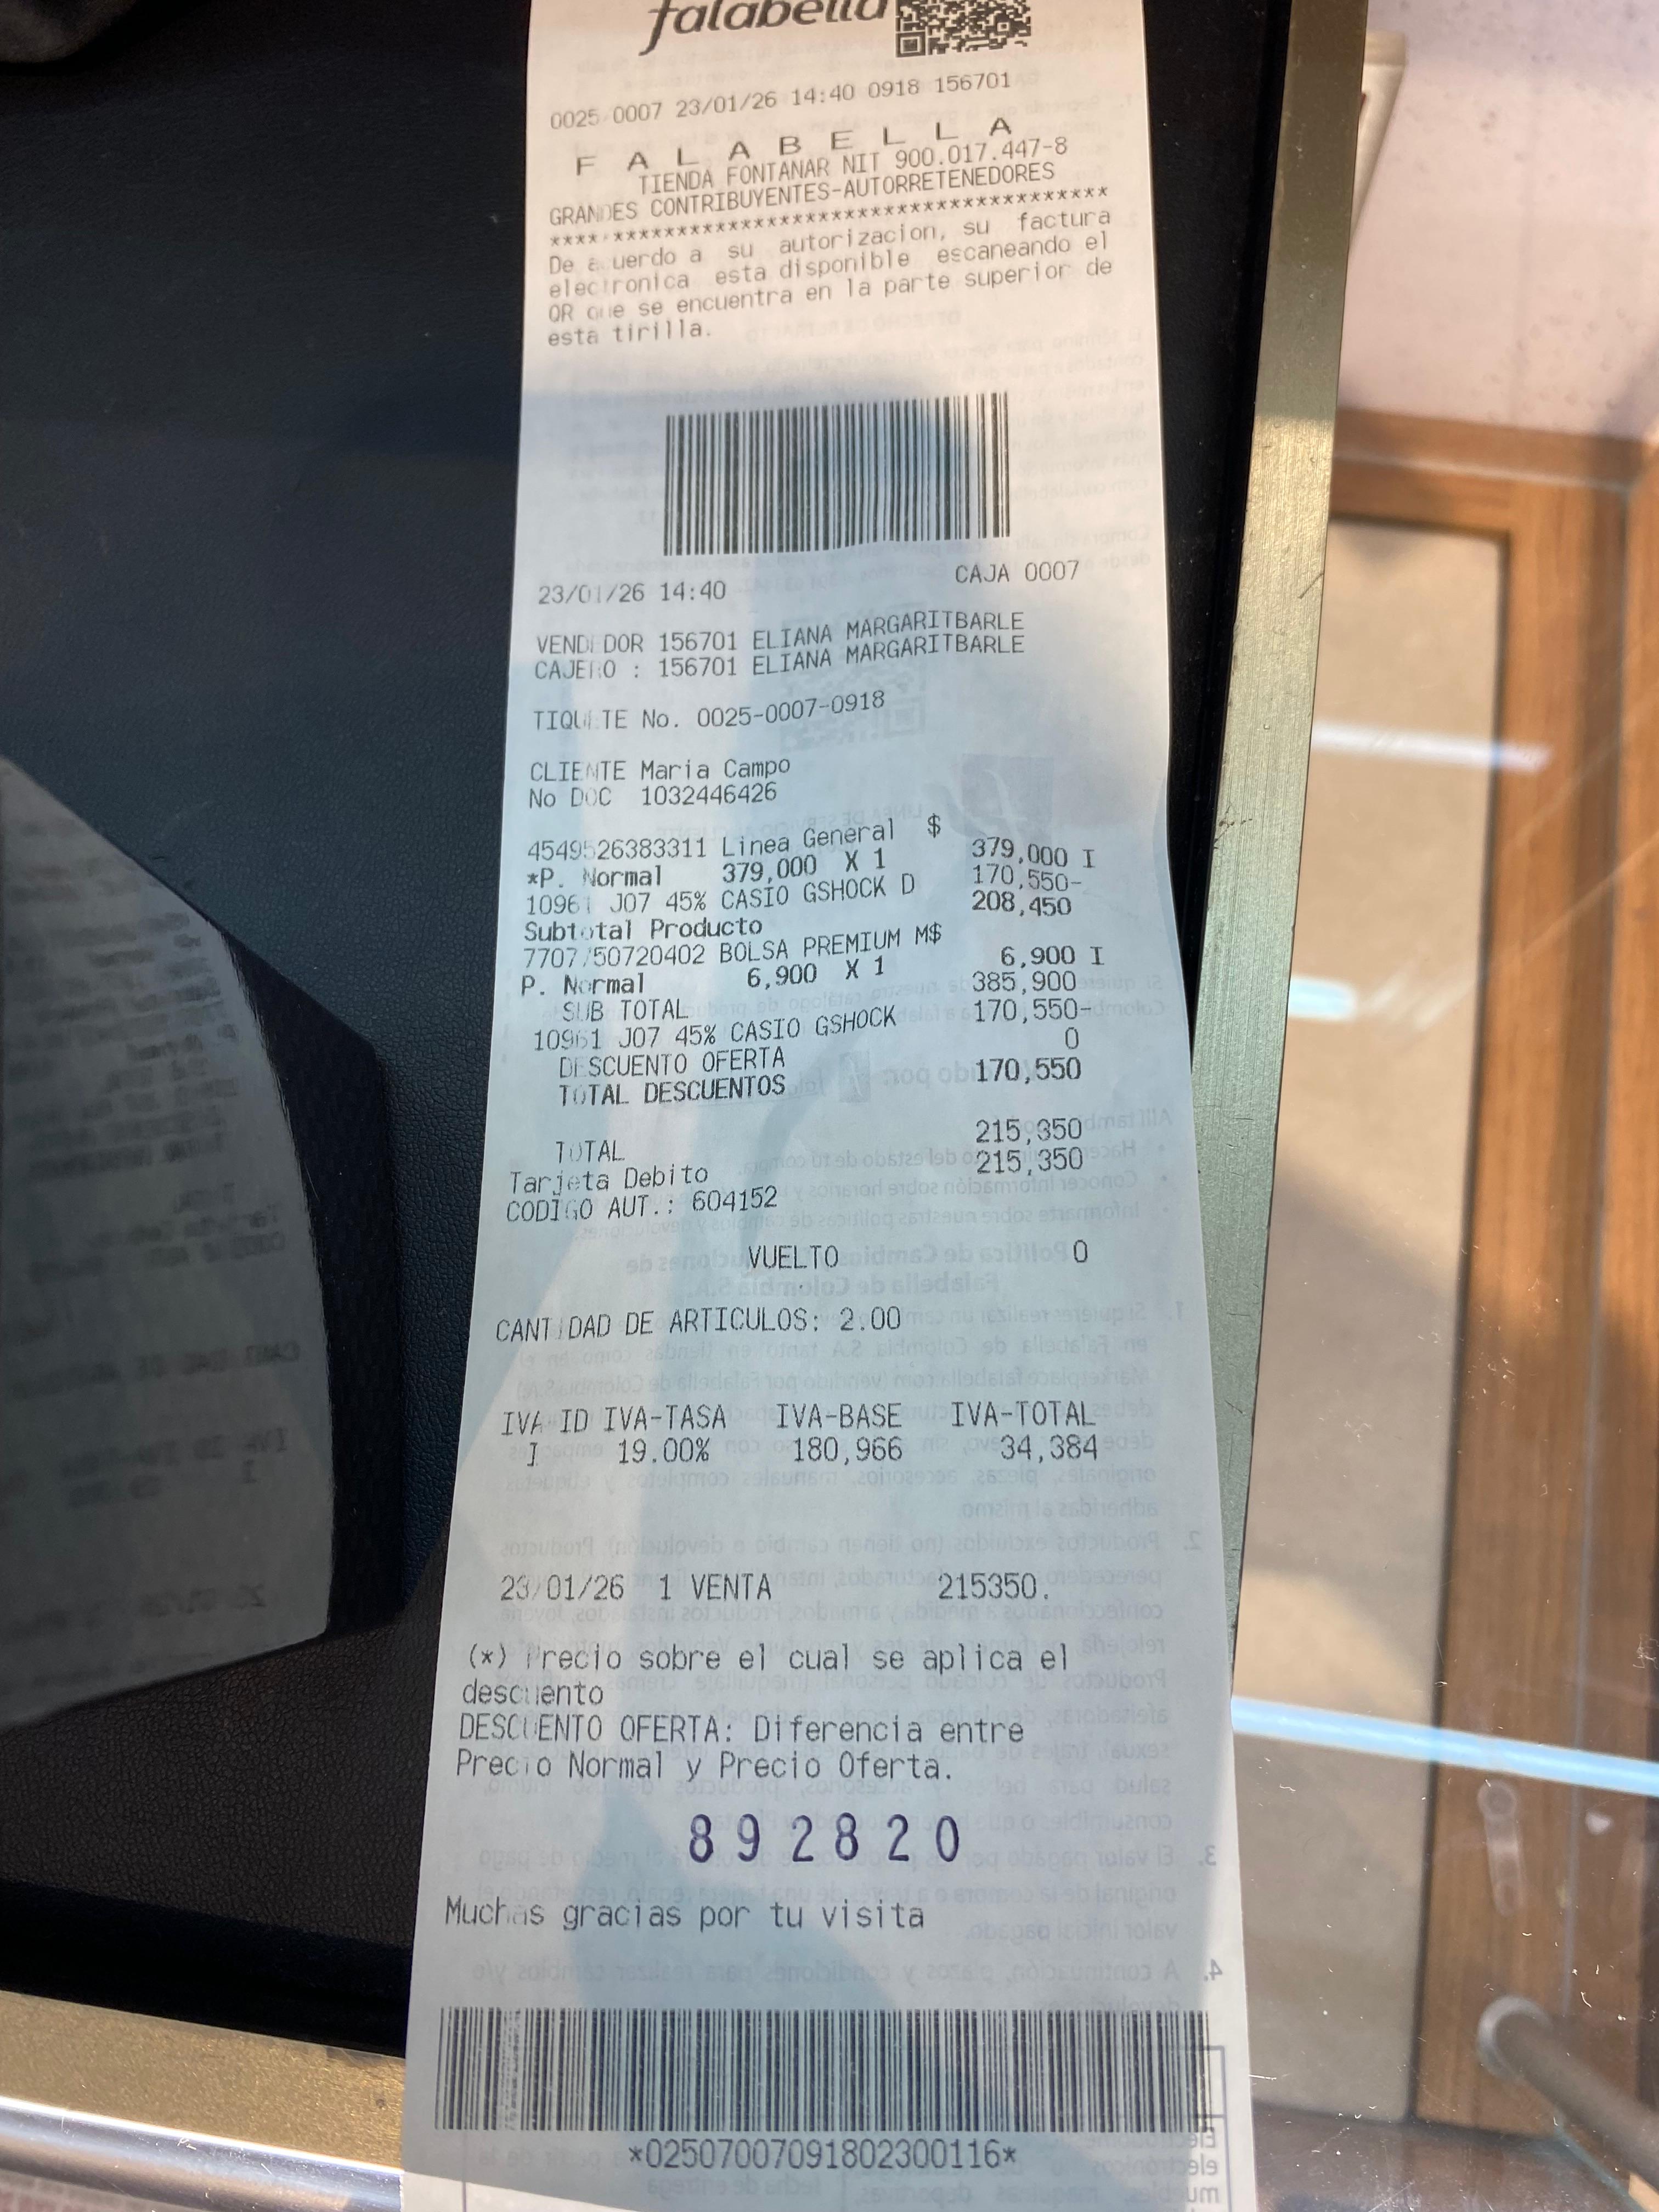 falabella
0025 0007 23/01/26 14:40 0918 156701
F A L A B E L L A
TIENDA FONTANAR NIT 900.017.447-8
GRANDES CONTRIBUYENTES-AUTORRETENEDORES
****************************************
De acuerdo a su autorizacion, su factura
electronica esta disponible escaneando el
QR que se encuentra en la parte superior de
esta tirilla.
23/01/26 14:40 CAJA 0007
VENDEDOR 156701 ELIANA MARGARITBARLE
CAJERO : 156701 ELIANA MARGARITBARLE
TIQUETE No. 0025-0007-0918
CLIENTE Maria Campo
No DOC 1032446426
4549526383311 Linea General $ 379,000 I
*P. Normal 379,000 X 1
10961 J07 45% CASIO GSHOCK D 170,550-
Subtotal Producto 208,450
7707750720402 BOLSA PREMIUM M$ 6,900 I
P. Normal 6,900 X 1
SUB TOTAL 385,900
10961 J07 45% CASIO GSHOCK 170,550-
DESCUENTO OFERTA 0
TOTAL DESCUENTOS 170,550
TOTAL 215,350
Tarjeta Debito 215,350
CODIGO AUT.: 604152
VUELTO 0
CANTIDAD DE ARTICULOS: 2.00
IVA ID IVA-TASA IVA-BASE IVA-TOTAL
I 19.00% 180,966 34,384
23/01/26 1 VENTA 215350.
(*) Precio sobre el cual se aplica el
descuento
DESCUENTO OFERTA: Diferencia entre
Precio Normal y Precio Oferta.
892820
Muchas gracias por tu visita
*02507007091802300116*